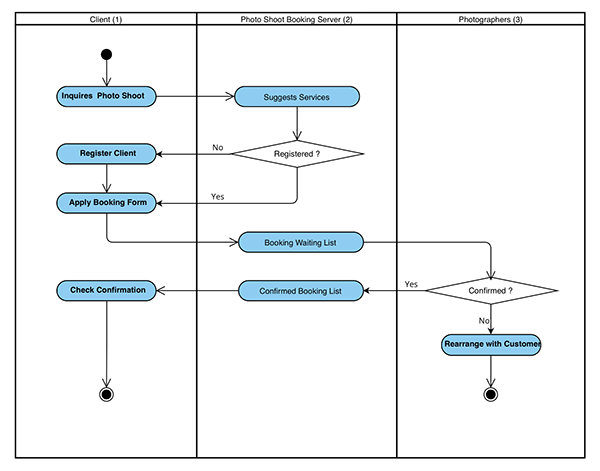 Client (1)
Photo Shoot Booking Server (2)
Photographers (3)
Inquires Photo Shoot
Suggests Services
Registered ?
No
Register Client
Yes
Apply Booking Form
Booking Waiting List
Confirmed ?
Yes
Confirmed Booking List
Check Confirmation
No
Rearrange with Customer